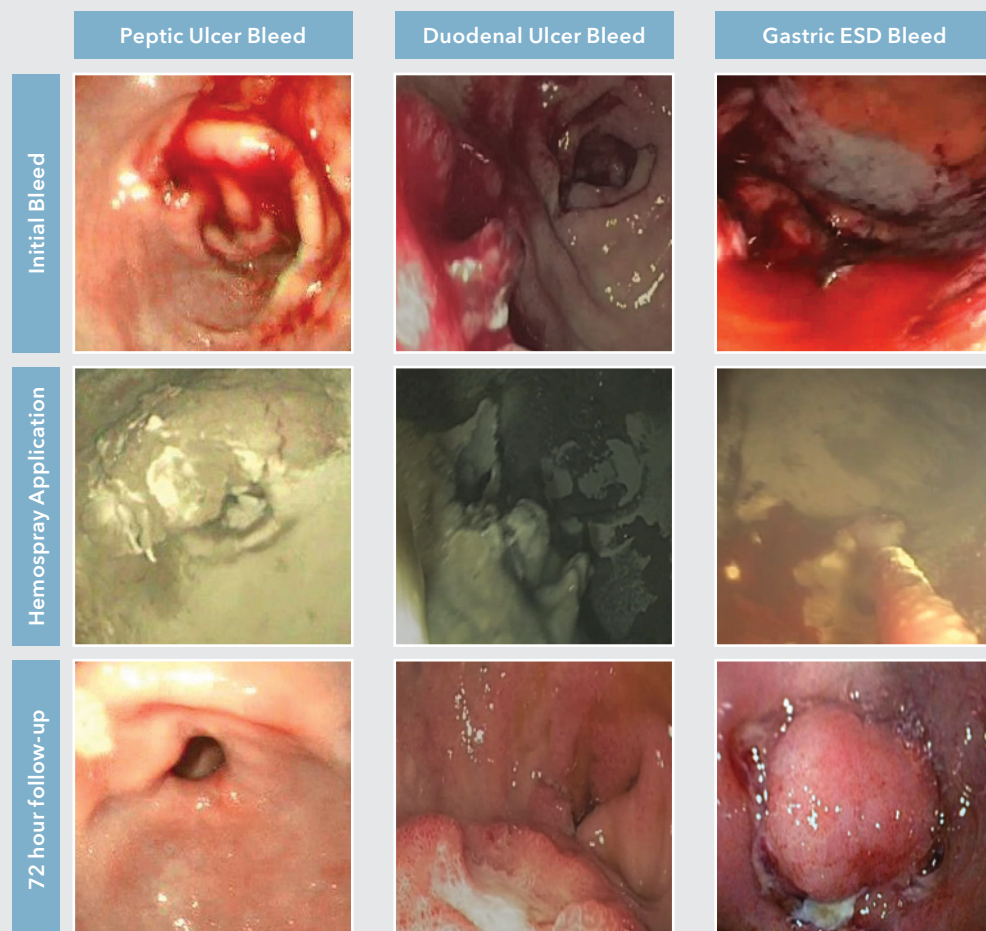 Peptic Ulcer Bleed
Duodenal Ulcer Bleed
Gastric ESD Bleed
Initial Bleed
Hemospray Application
72 hour follow-up